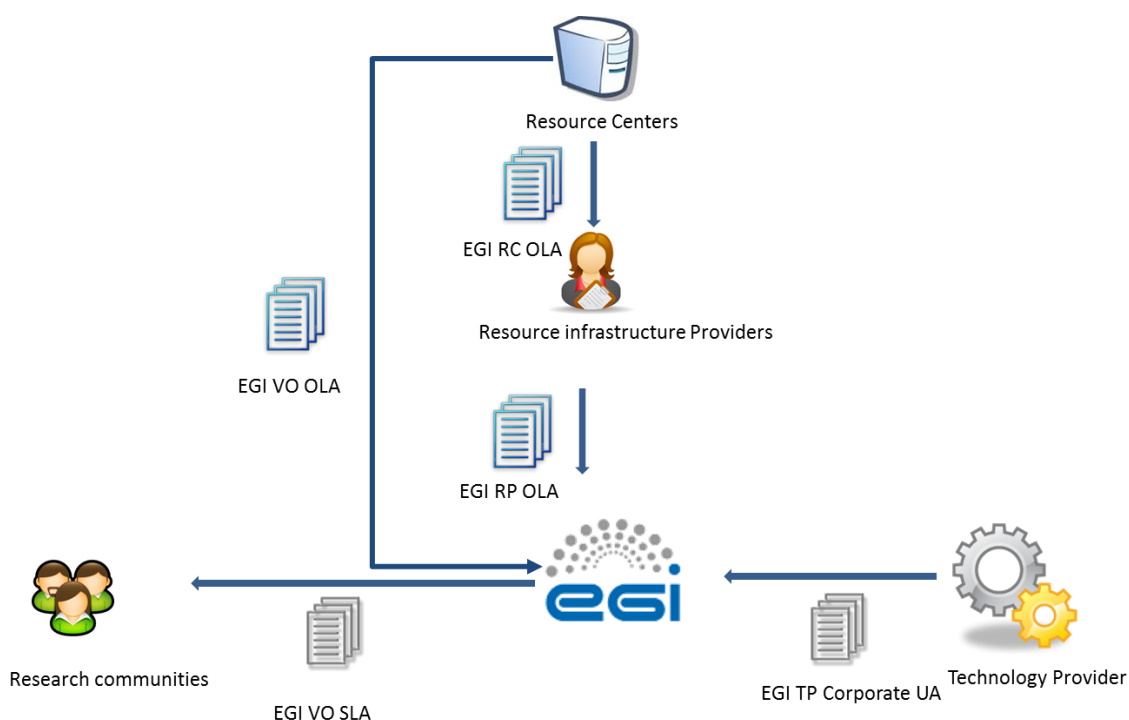 Resource Centers
EGI RC OLA
Resource infrastructure Providers
EGI VO OLA
EGI RP OLA
egi
Research communities
EGI VO SLA
EGI TP Corporate UA
Technology Provider